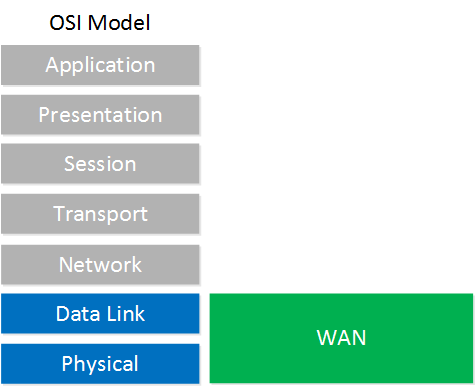 OSI Model
Application
Presentation
Session
Transport
Network
Data Link
WAN
Physical